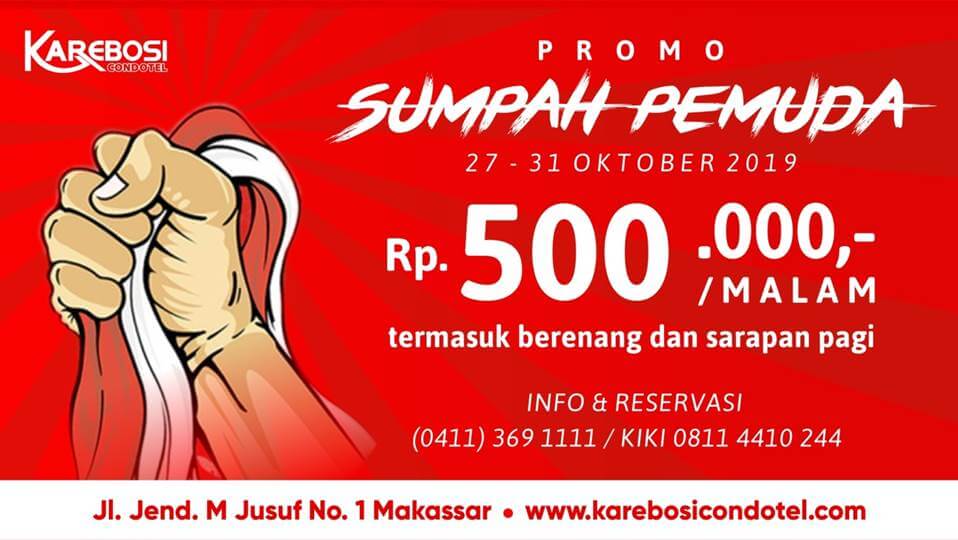 KAREBOSI
CONDOTEL
PROMO
SUMPAH PEMUDA
27 - 31 OKTOBER 2019
Rp. 500.000,-
/MALAM
termasuk berenang dan sarapan pagi
INFO & RESERVASI
(0411) 369 1111 / KIKI 0811 4410 244
Jl. Jend. M Jusuf No. 1 Makassar • www.karebosicondotel.com